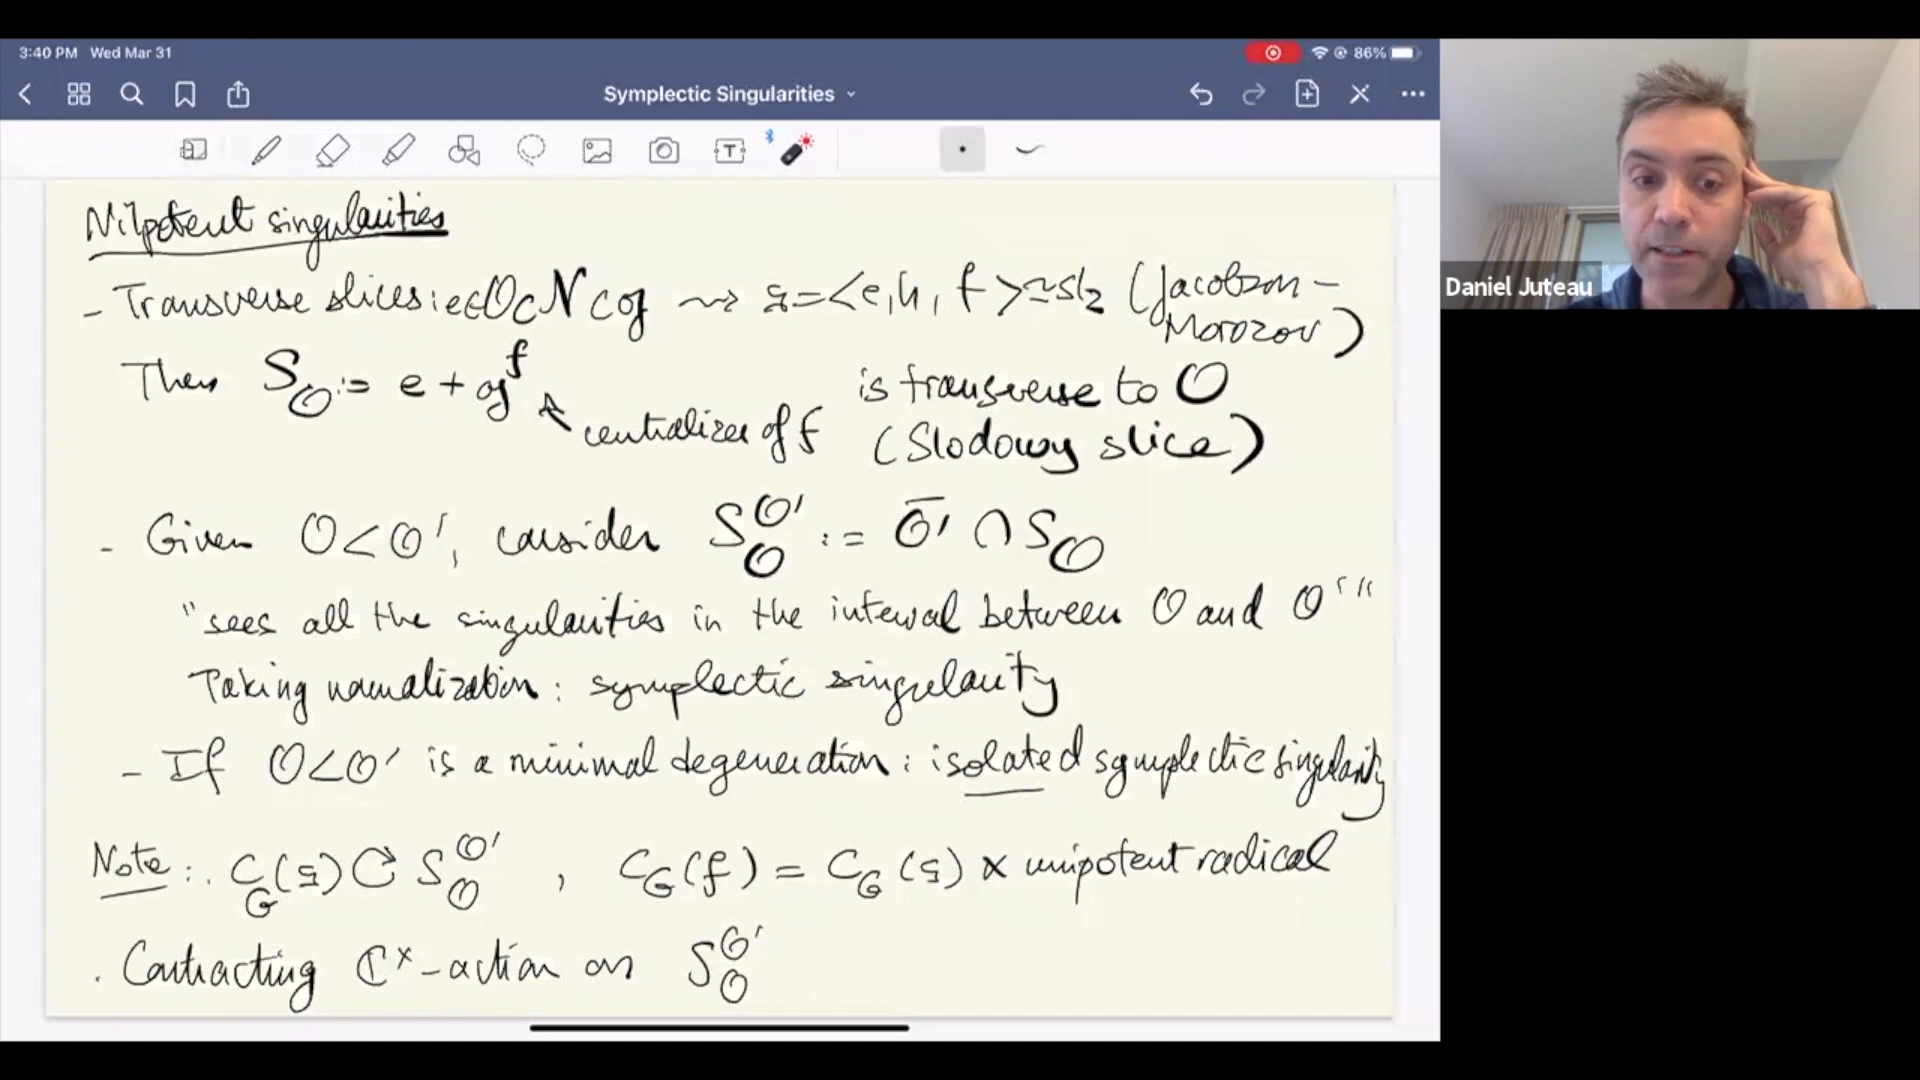 3:40 PM Wed Mar 31
86%
Symplectic Singularities
T
Daniel Juteau
Nilpotent singularities
- Transverse slices: e∈O⊂N⊂𝔤 ⇝ 𝔰=<e,h,f>≃sl₂ (Jacobson-
Morozov)
Then S_O := e + 𝔤^f is transverse to O
centralizer of f (Slodowy slice)
- Given O<O', consider S_O^O' := Ō' ∩ S_O
"sees all the singularities in the interval between O and O'"
Taking normalization: symplectic singularity
- If O<O' is a minimal degeneration: isolated symplectic singularity
Note: . C_G(𝔰) ↻ S_O^O' , C_G(f) = C_G(𝔰) ⋉ unipotent radical
. Contracting ℂ^×-action on S_O^O'